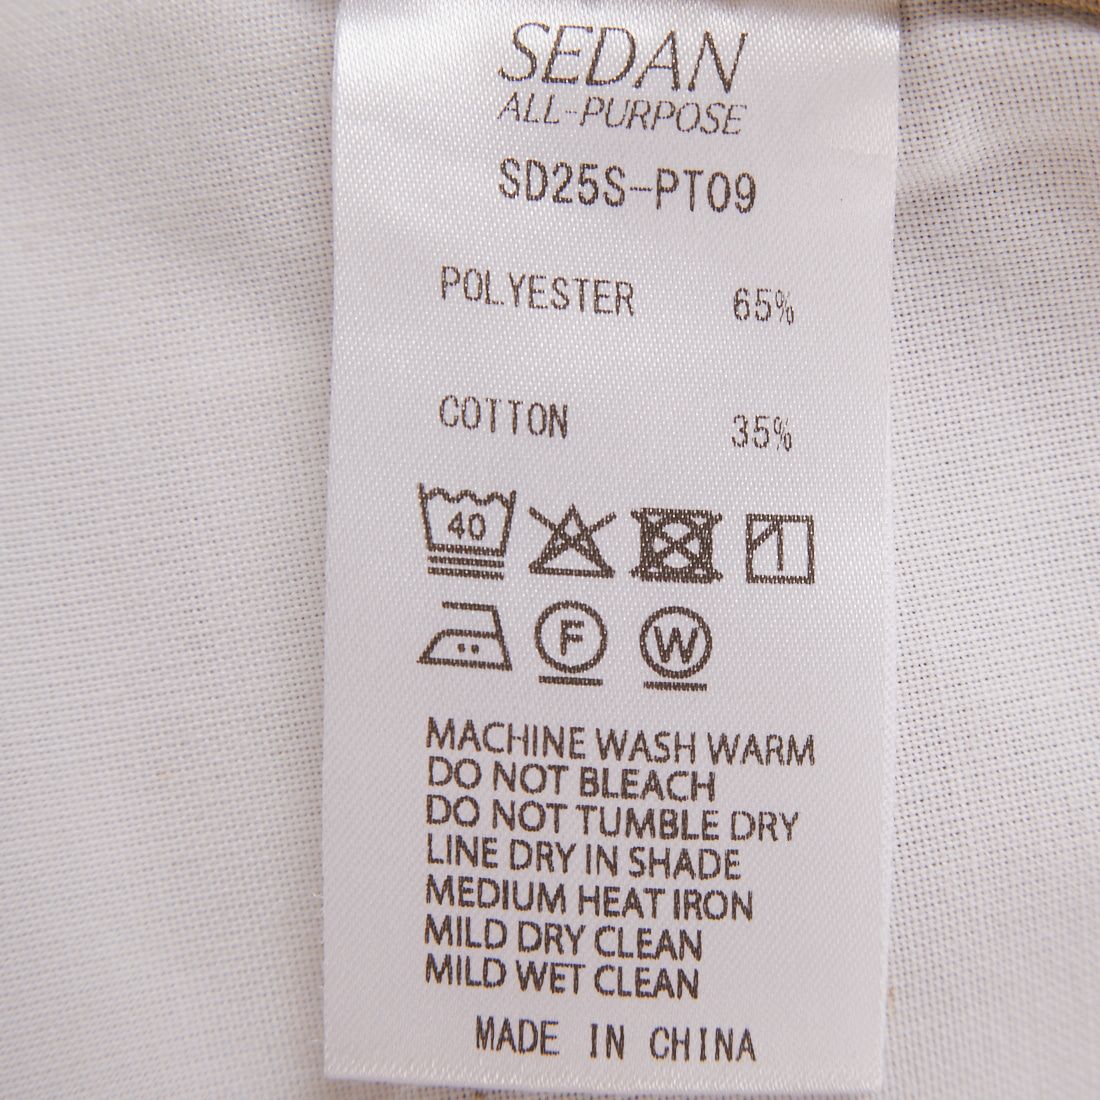 SEDAN
ALL-PURPOSE
SD25S-PT09
POLYESTER 65%
COTTON 35%
40
F W
MACHINE WASH WARM
DO NOT BLEACH
DO NOT TUMBLE DRY
LINE DRY IN SHADE
MEDIUM HEAT IRON
MILD DRY CLEAN
MILD WET CLEAN
MADE IN CHINA